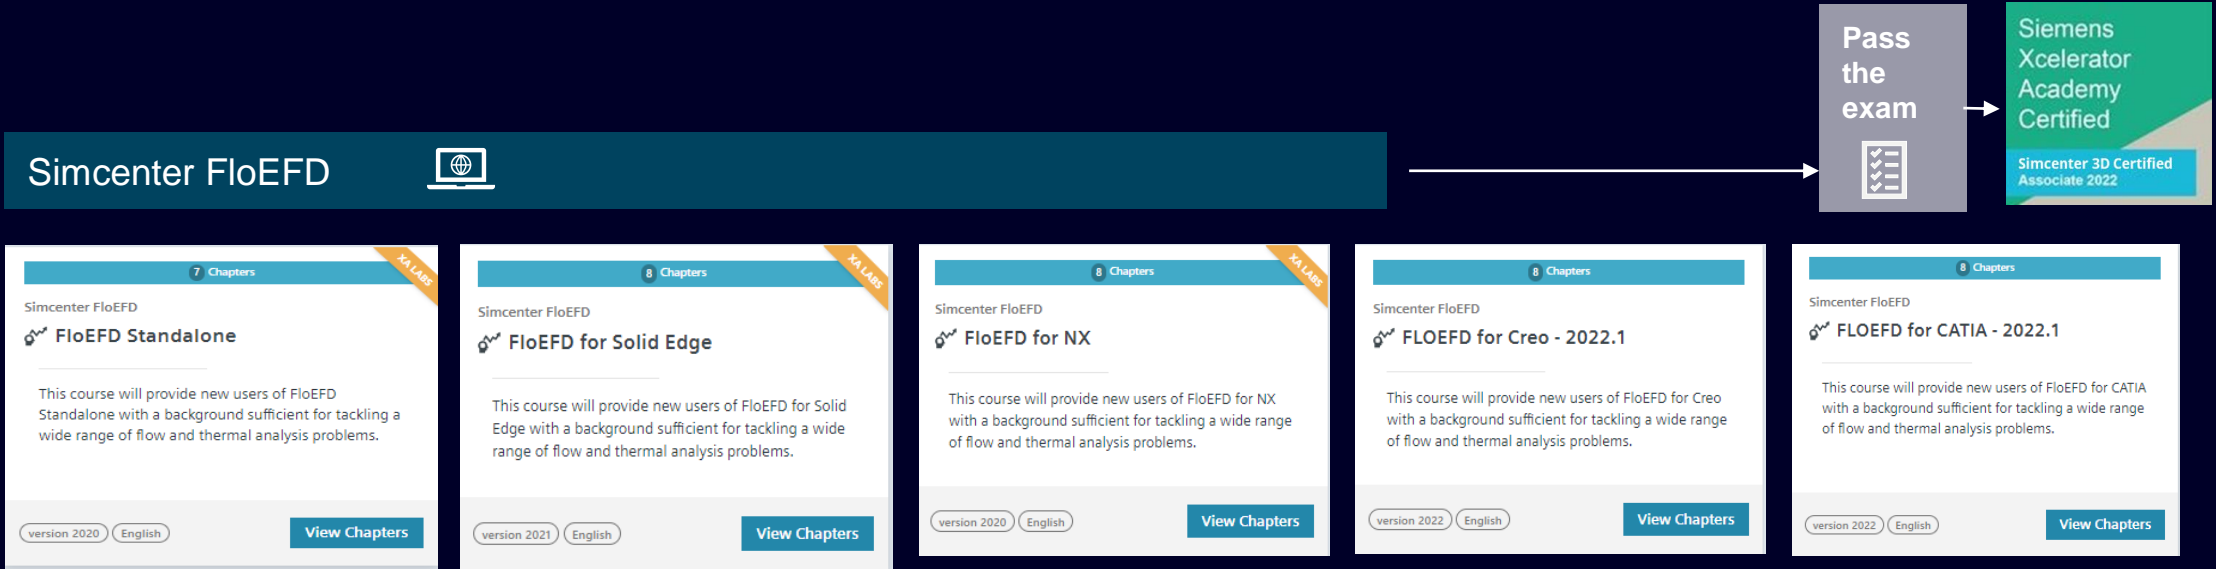 Pass
the
exam
Siemens
Xcelerator
Academy
Certified
Simcenter 3D Certified
Associate 2022
Simcenter FloEFD
7 Chapters
XA LABS
Simcenter FloEFD
FloEFD Standalone
This course will provide new users of FloEFD
Standalone with a background sufficient for tackling a
wide range of flow and thermal analysis problems.
version 2020 English
View Chapters
8 Chapters
XA LABS
Simcenter FloEFD
FloEFD for Solid Edge
This course will provide new users of FloEFD for Solid
Edge with a background sufficient for tackling a wide
range of flow and thermal analysis problems.
version 2021 English
View Chapters
8 Chapters
XA LABS
Simcenter FloEFD
FloEFD for NX
This course will provide new users of FloEFD for NX
with a background sufficient for tackling a wide range
of flow and thermal analysis problems.
version 2020 English
View Chapters
8 Chapters
Simcenter FloEFD
FLOEFD for Creo - 2022.1
This course will provide new users of FloEFD for Creo
with a background sufficient for tackling a wide range
of flow and thermal analysis problems.
version 2022 English
View Chapters
8 Chapters
Simcenter FloEFD
FLOEFD for CATIA - 2022.1
This course will provide new users of FloEFD for CATIA
with a background sufficient for tackling a wide range
of flow and thermal analysis problems.
version 2022 English
View Chapters